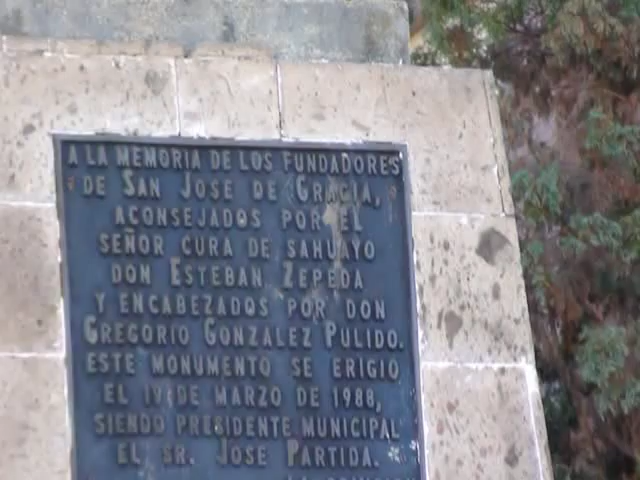 A LA MEMORIA DE LOS FUNDADORES
DE SAN JOSE DE GRACIA,
ACONSEJADOS POR EL
SEÑOR CURA DE SAHUAYO
DON ESTEBAN ZEPEDA
Y ENCABEZADOS POR DON
GREGORIO GONZALEZ PULIDO.
ESTE MONUMENTO SE ERIGIO
EL DE MARZO DE 1988,
SIENDO PRESIDENTE MUNICIPAL
EL SR. JOSE PARTIDA.